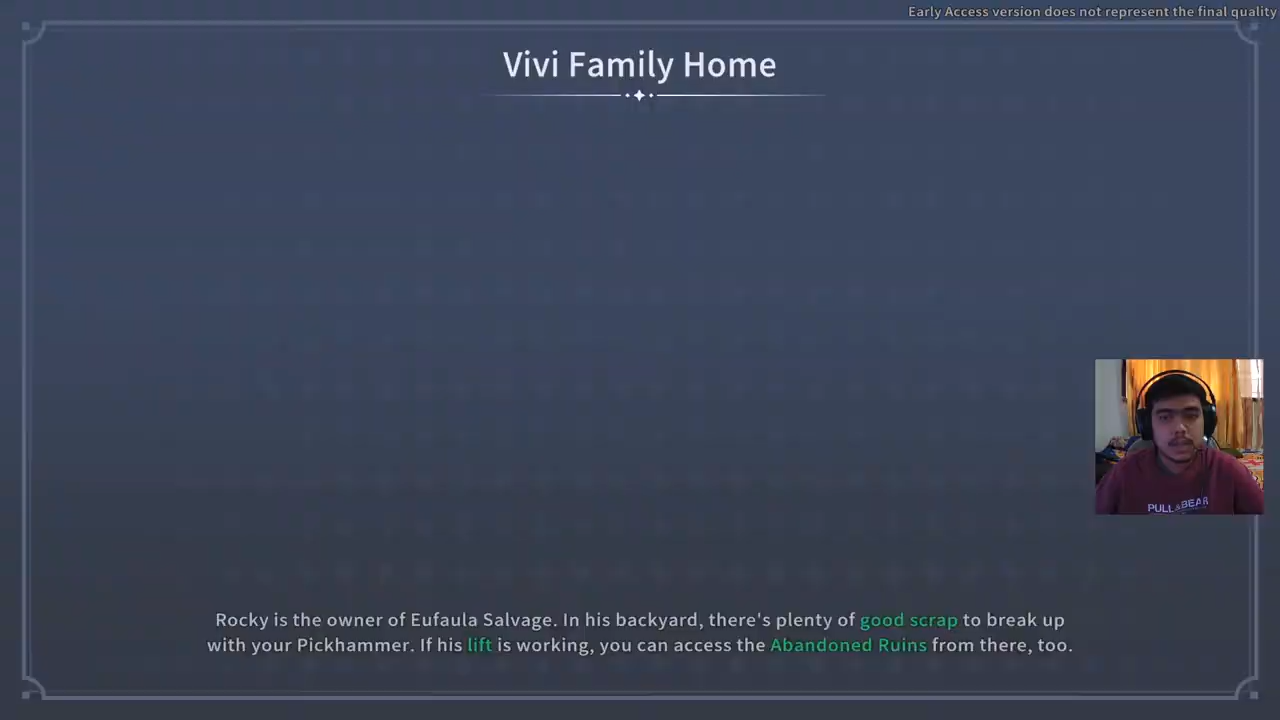 Early Access version does not represent the final quality
Vivi Family Home
PULL&BEAR
Rocky is the owner of Eufaula Salvage. In his backyard, there's plenty of good scrap to break up
with your Pickhammer. If his lift is working, you can access the Abandoned Ruins from there, too.